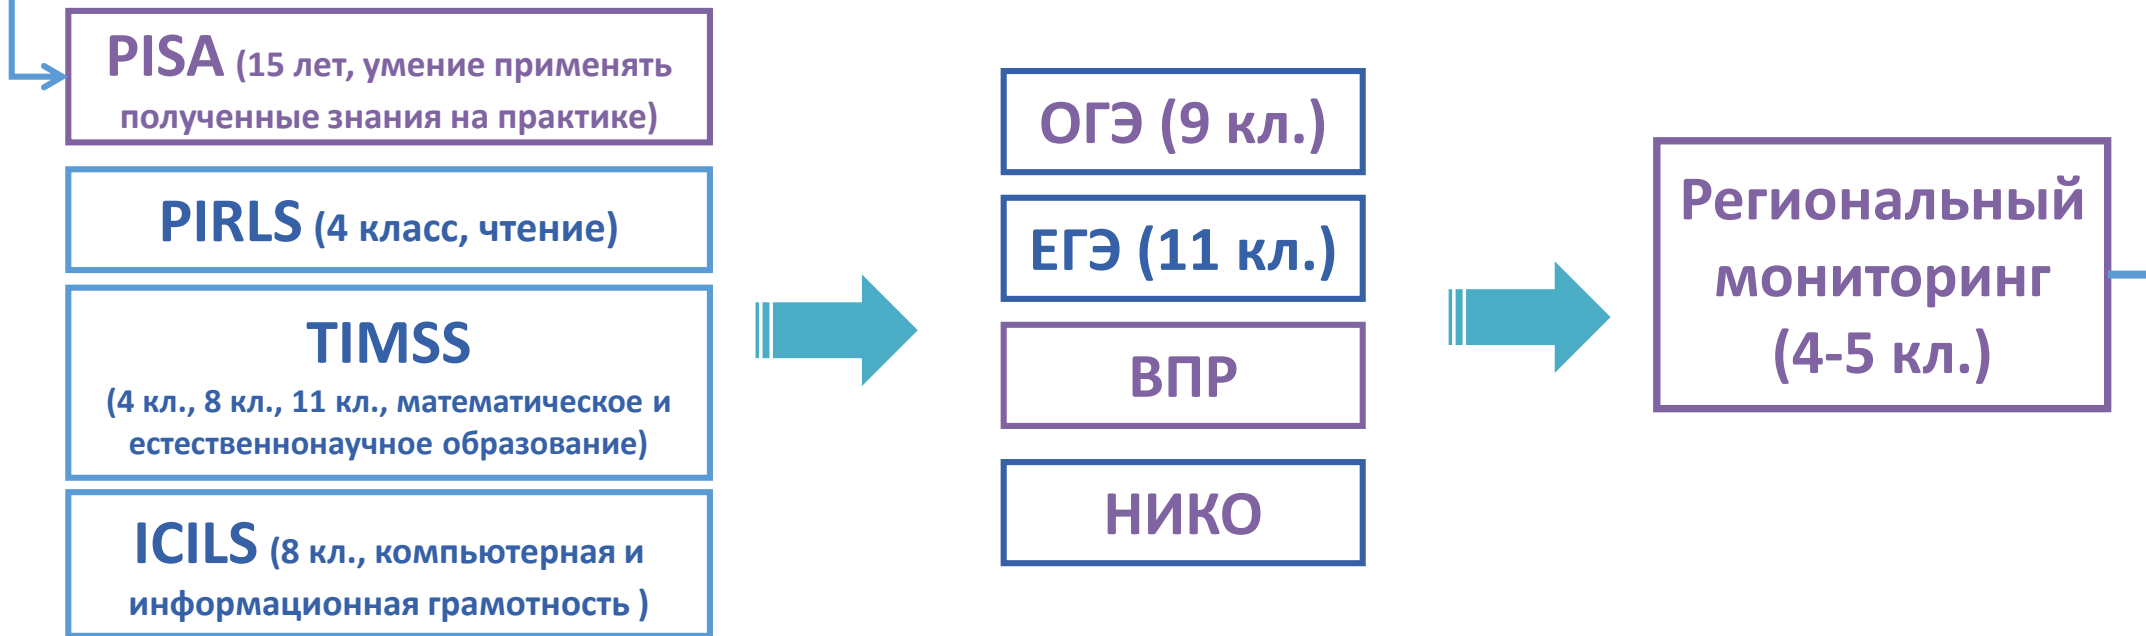 PISA (15 лет, умение применять
полученные знания на практике)
PIRLS (4 класс, чтение)
TIMSS
(4 кл., 8 кл., 11 кл., математическое и
естественнонаучное образование)
ICILS (8 кл., компьютерная и
информационная грамотность )
ОГЭ (9 кл.)
ЕГЭ (11 кл.)
ВПР
НИКО
Региональный
мониторинг
(4-5 кл.)